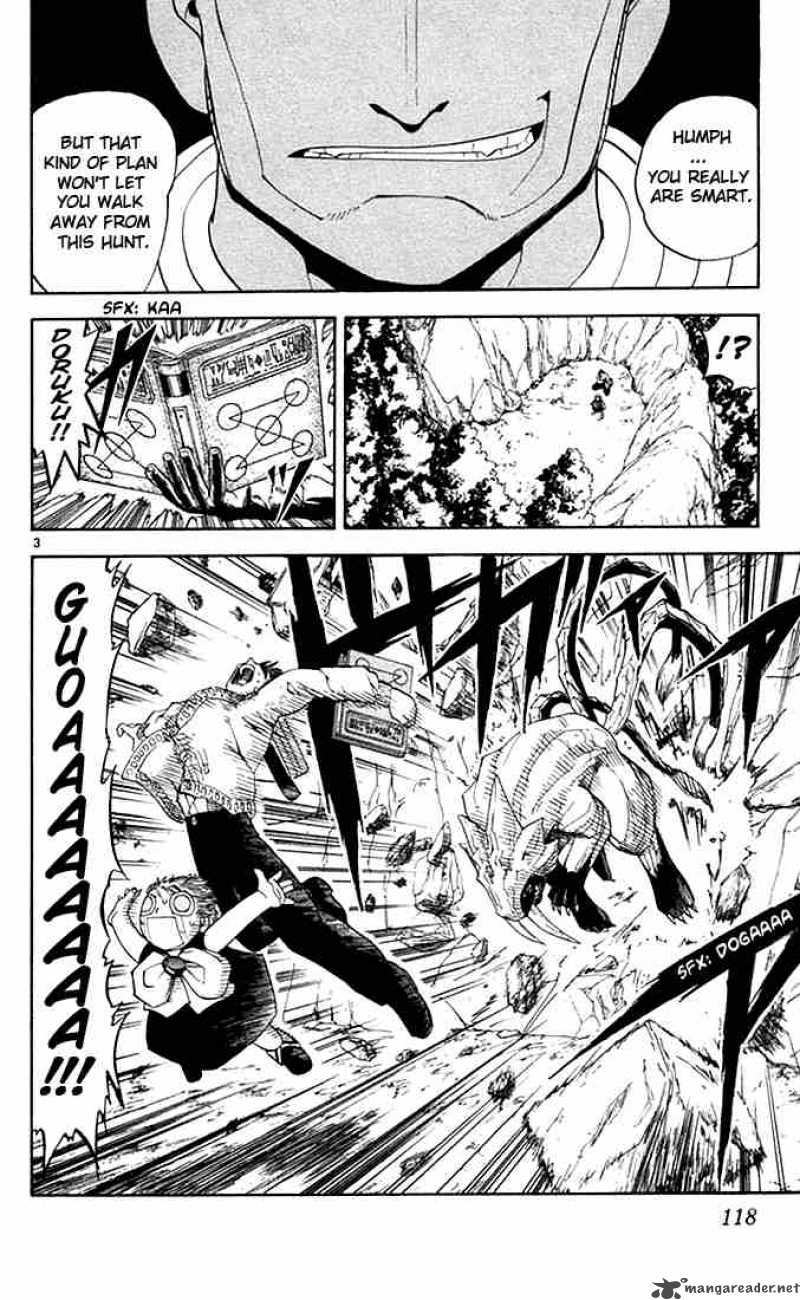 HUMPH
...
YOU REALLY
ARE SMART.
BUT THAT
KIND OF PLAN
WON'T LET
YOU WALK
AWAY FROM
THIS HUNT.
!?
SFX: KAA
DORUKU!!
3
GUOAAAAAAAA!!!
SFX: DOGAAAA
118
mangareader.net